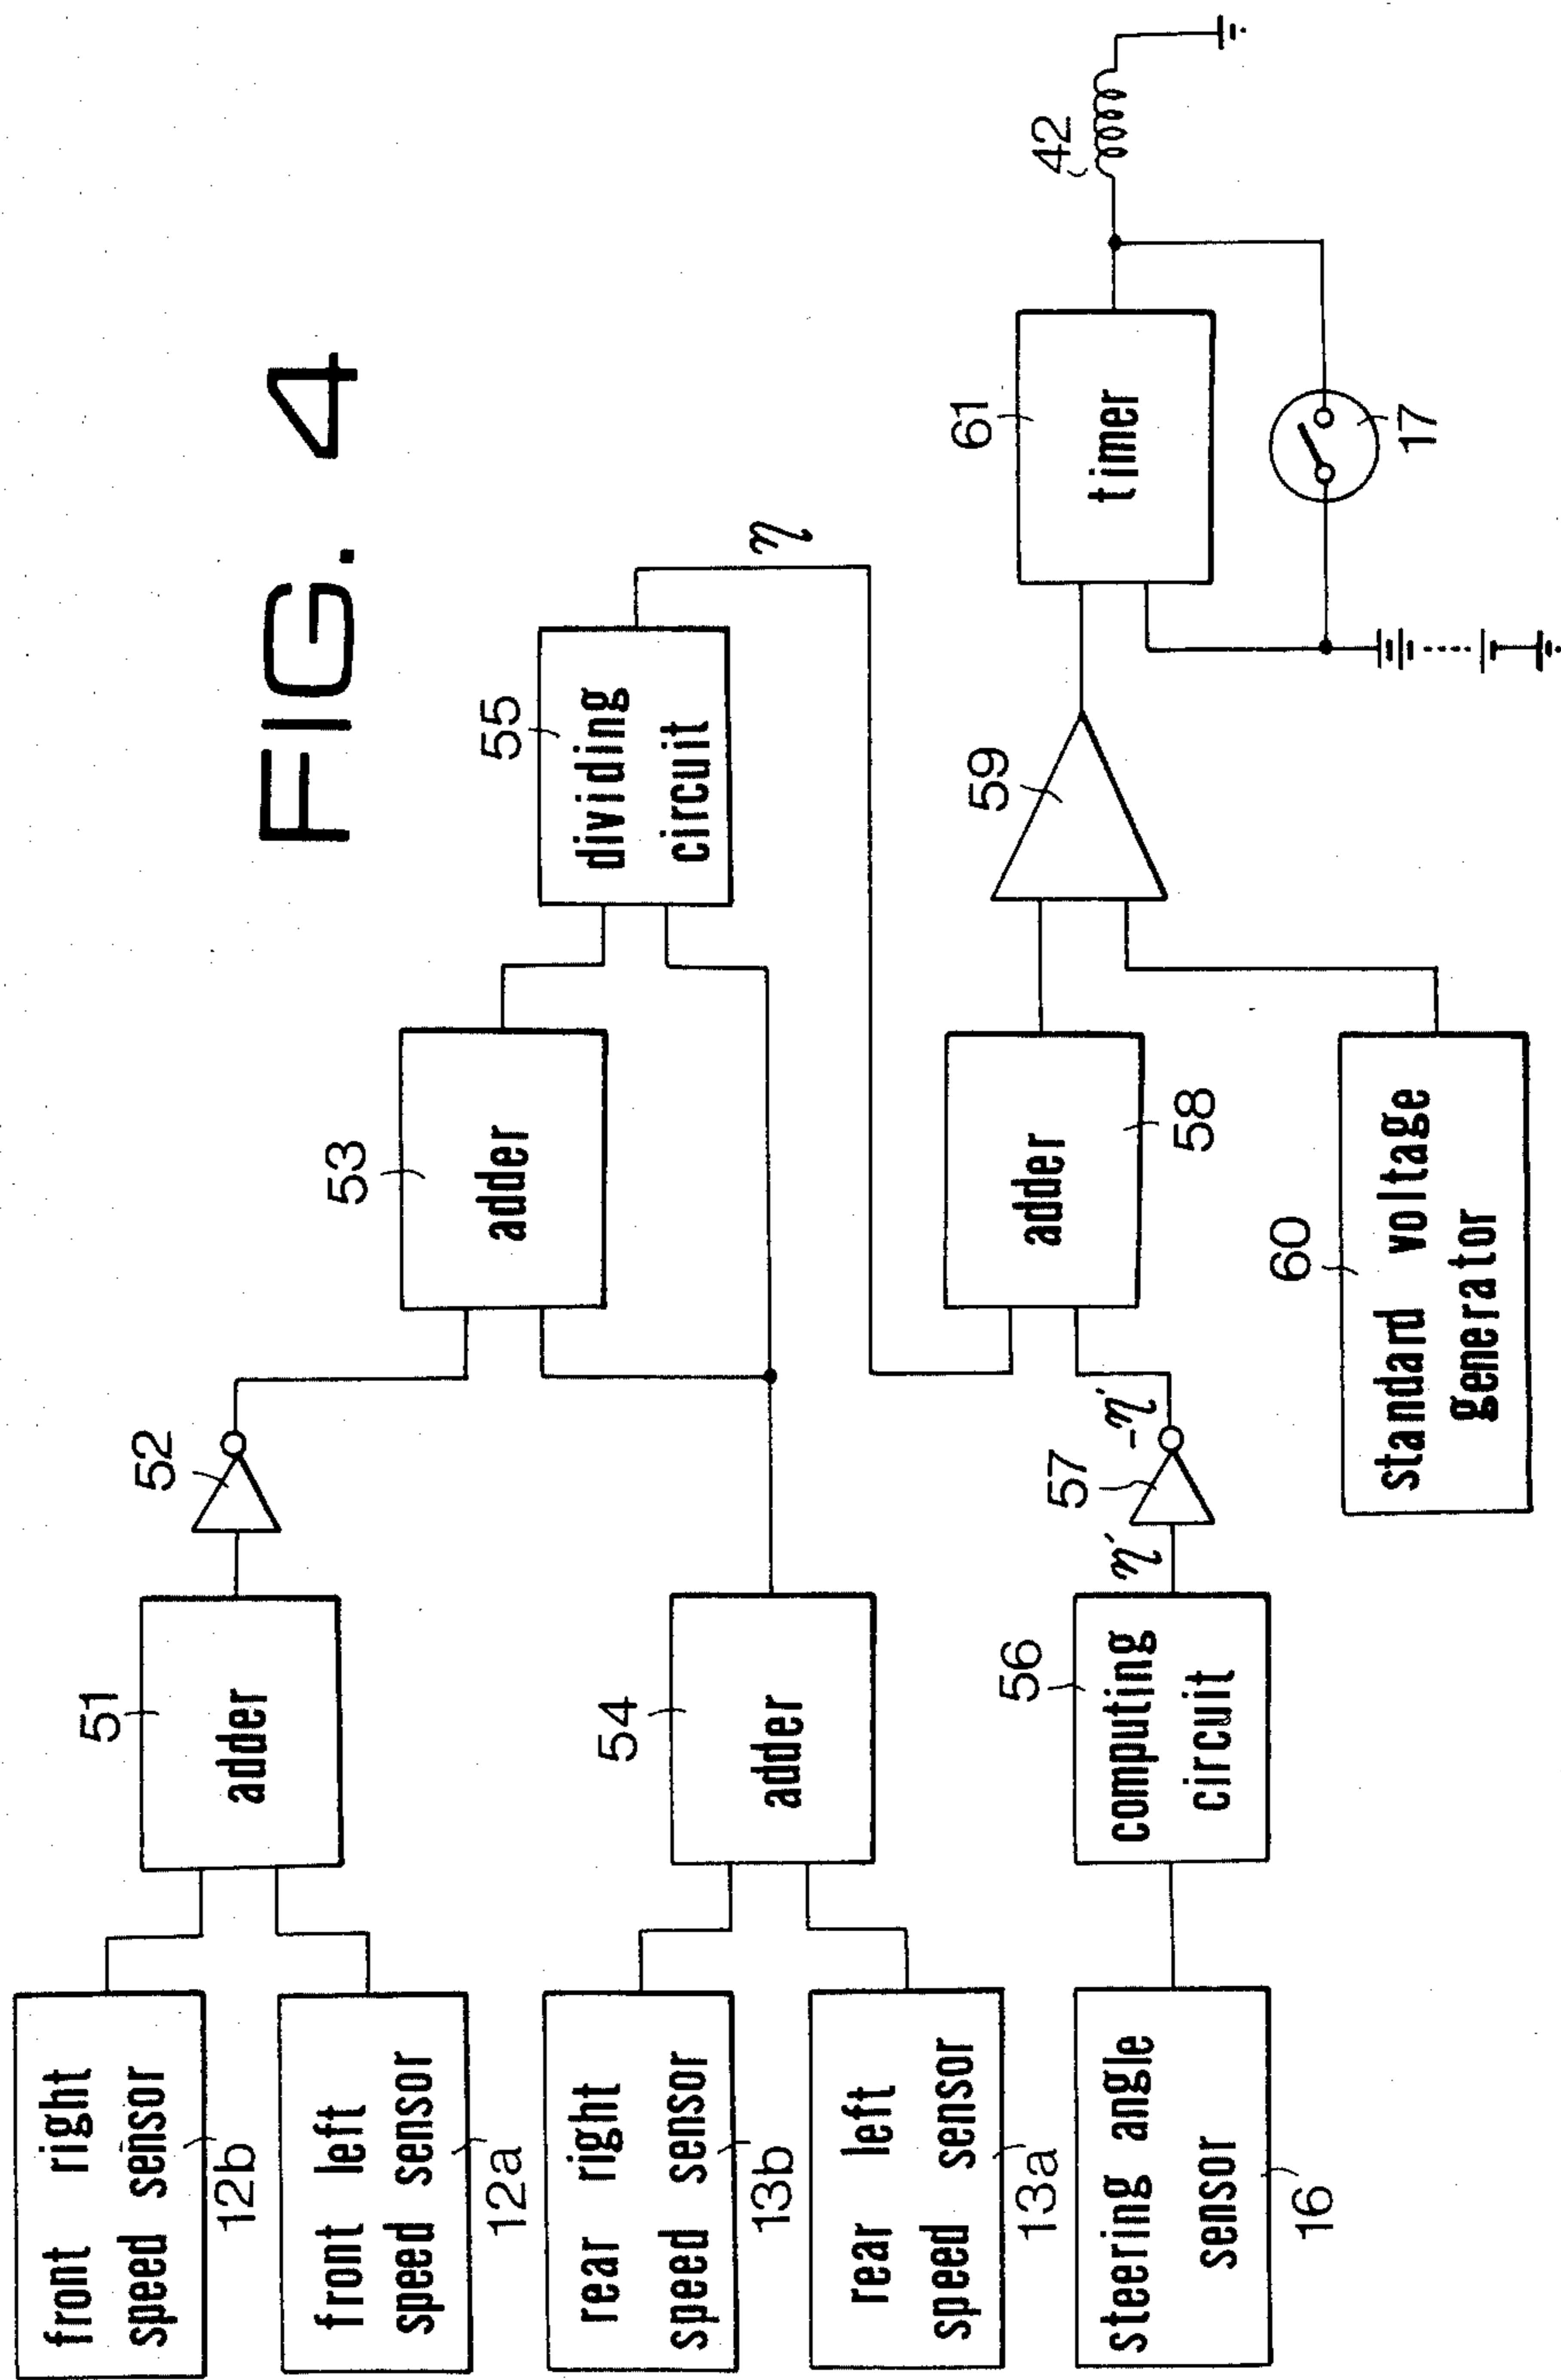 FIG. 4
front right
speed sensor
12b
front left
speed sensor
12a
rear right
speed sensor
13b
rear left
speed sensor
13a
steering angle
sensor
16
51
adder
52
53
adder
54
adder
55
dividing
circuit
η
56
computing
circuit
η'
57
-η'
58
adder
59
60
standard voltage
generator
61
timer
17
42